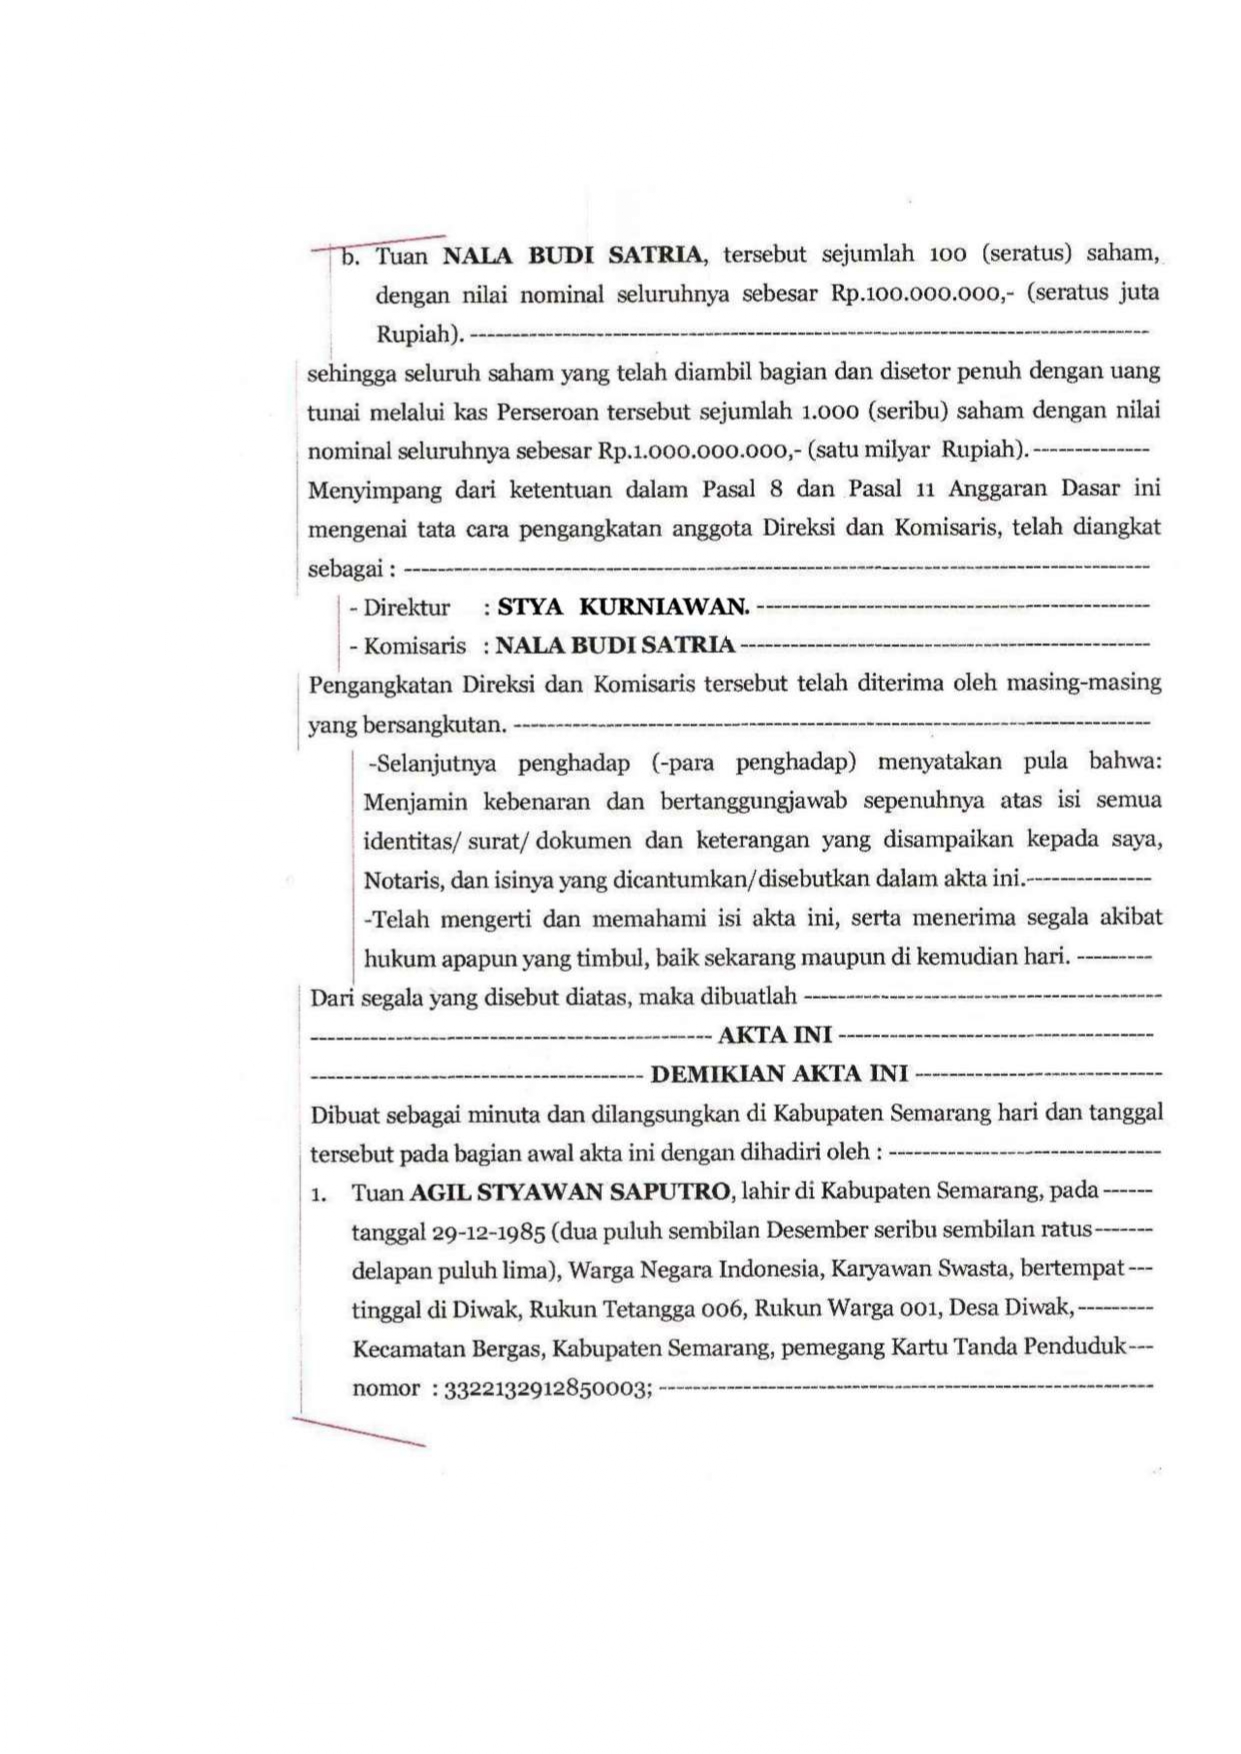 b. Tuan NALA BUDI SATRIA, tersebut sejumlah 100 (seratus) saham,
dengan nilai nominal seluruhnya sebesar Rp.100.000.000,- (seratus juta
Rupiah). --------------------------------------------------------------------------------
sehingga seluruh saham yang telah diambil bagian dan disetor penuh dengan uang
tunai melalui kas Perseroan tersebut sejumlah 1.000 (seribu) saham dengan nilai
nominal seluruhnya sebesar Rp.1.000.000.000,- (satu milyar Rupiah). --------------
Menyimpang dari ketentuan dalam Pasal 8 dan Pasal 11 Anggaran Dasar ini
mengenai tata cara pengangkatan anggota Direksi dan Komisaris, telah diangkat
sebagai : ----------------------------------------------------------------------------------------
- Direktur : STYA KURNIAWAN. -----------------------------------------------
- Komisaris : NALA BUDI SATRIA -------------------------------------------------
Pengangkatan Direksi dan Komisaris tersebut telah diterima oleh masing-masing
yang bersangkutan. ---------------------------------------------------------------------------
-Selanjutnya penghadap (-para penghadap) menyatakan pula bahwa:
Menjamin kebenaran dan bertanggungjawab sepenuhnya atas isi semua
identitas/ surat/ dokumen dan keterangan yang disampaikan kepada saya,
Notaris, dan isinya yang dicantumkan/disebutkan dalam akta ini.---------------
-Telah mengerti dan memahami isi akta ini, serta menerima segala akibat
hukum apapun yang timbul, baik sekarang maupun di kemudian hari. ---------
Dari segala yang disebut diatas, maka dibuatlah ------------------------------------------
------------------------------------------------ AKTA INI -------------------------------------
---------------------------------------- DEMIKIAN AKTA INI -----------------------------
Dibuat sebagai minuta dan dilangsungkan di Kabupaten Semarang hari dan tanggal
tersebut pada bagian awal akta ini dengan dihadiri oleh : --------------------------------
1. Tuan AGIL STYAWAN SAPUTRO, lahir di Kabupaten Semarang, pada ------
tanggal 29-12-1985 (dua puluh sembilan Desember seribu sembilan ratus-------
delapan puluh lima), Warga Negara Indonesia, Karyawan Swasta, bertempat ---
tinggal di Diwak, Rukun Tetangga 006, Rukun Warga 001, Desa Diwak, ---------
Kecamatan Bergas, Kabupaten Semarang, pemegang Kartu Tanda Penduduk---
nomor : 3322132912850003; -----------------------------------------------------------